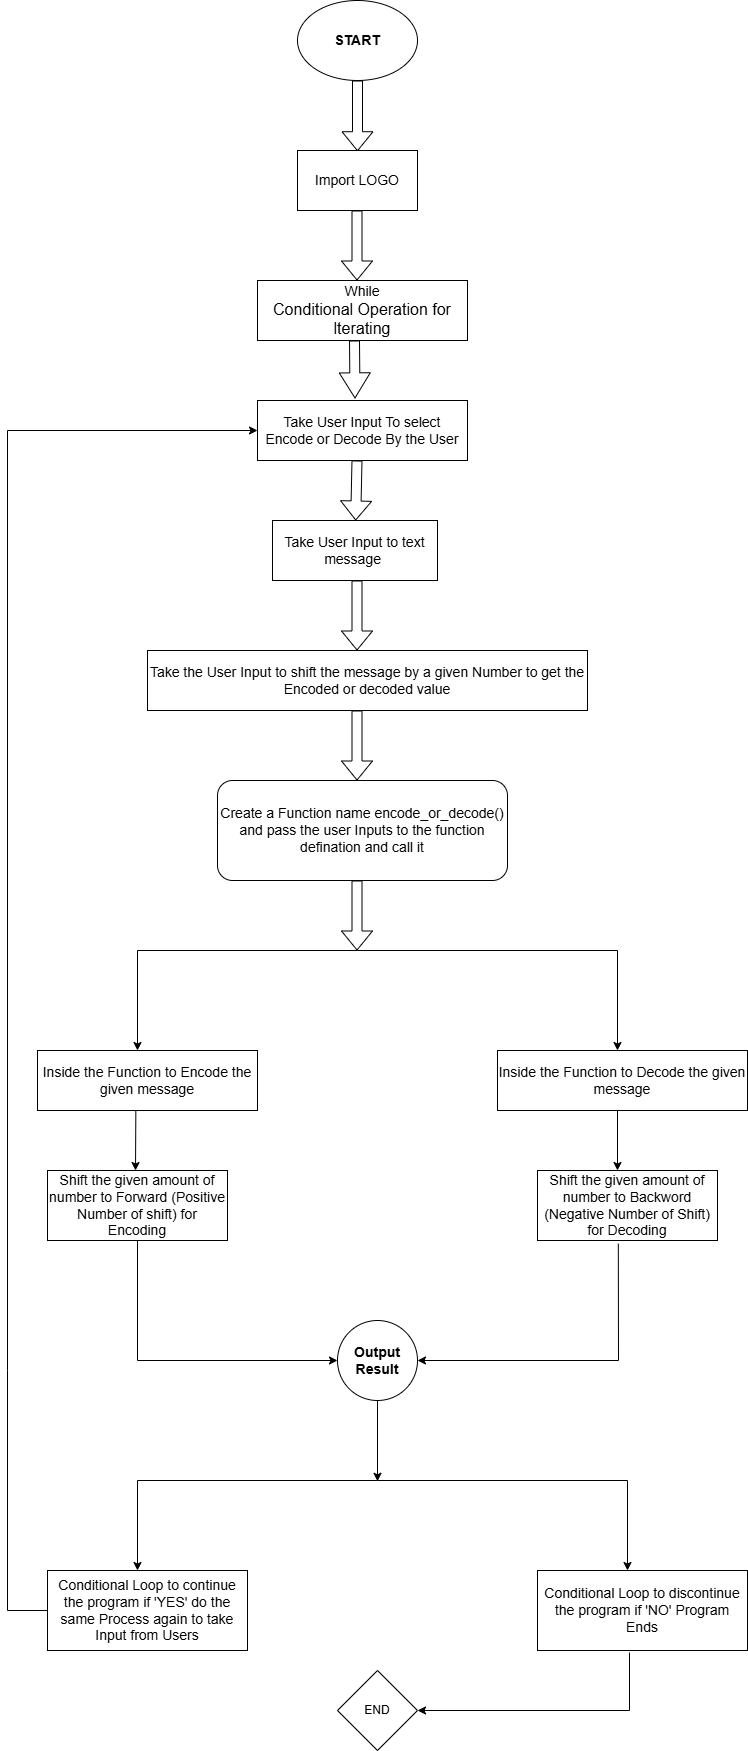 START
Import LOGO
While
Conditional Operation for
Iterating
Take User Input To select
Encode or Decode By the User
Take User Input to text
message
Take the User Input to shift the message by a given Number to get the
Encoded or decoded value
Create a Function name encode_or_decode()
and pass the user Inputs to the function
defination and call it
Inside the Function to Encode the
given message
Inside the Function to Decode the given
message
Shift the given amount of
number to Forward (Positive
Number of shift) for
Encoding
Shift the given amount of
number to Backword
(Negative Number of Shift)
for Decoding
Output
Result
Conditional Loop to continue
the program if 'YES' do the
same Process again to take
Input from Users
Conditional Loop to discontinue
the program if 'NO' Program
Ends
END